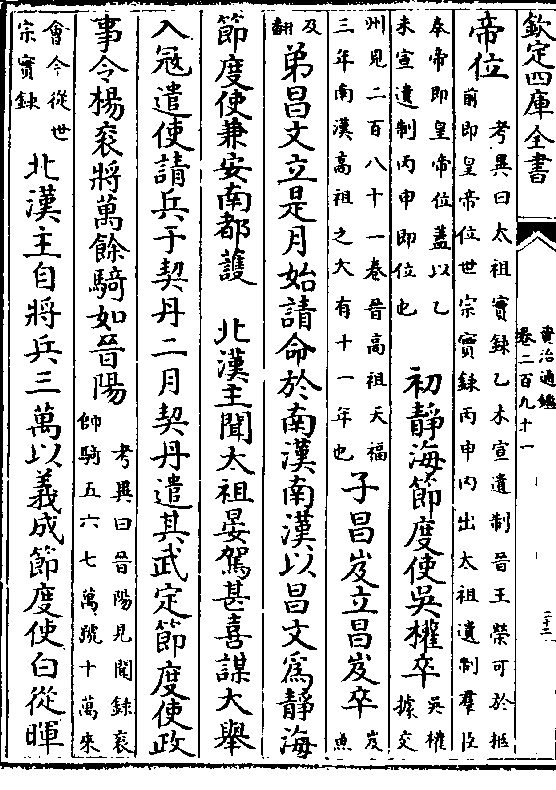 欽定四庫全書
資治通鑑
卷二百九十一
二十三
帝位
考異曰太祖實録乙未宣遺制晉王榮可於柩
前即皇帝位世宗實録丙申内出太祖遺制羣臣
奉帝即皇帝位蓋以乙
未宣遺制丙申即位也
初静海節度使吳權卒
吳權
據交
州見二百八十一卷晉高祖天福
三年南漢高祖之大有十一年也
子昌岌立昌岌卒
岌
魚
及
翻
弟昌文立是月始請命於南漢南漢以昌文爲静海
節度使兼安南都護 北漢主聞太祖晏駕甚喜謀大舉
入冦遣使請兵于契丹二月契丹遣其武定節度使政
事令楊衮將萬餘騎如晉陽
考異曰晉陽見聞録衮
帥騎五六七萬號十萬來
會今從世
宗實録
北漢主自將兵三萬以義成節度使白從暉